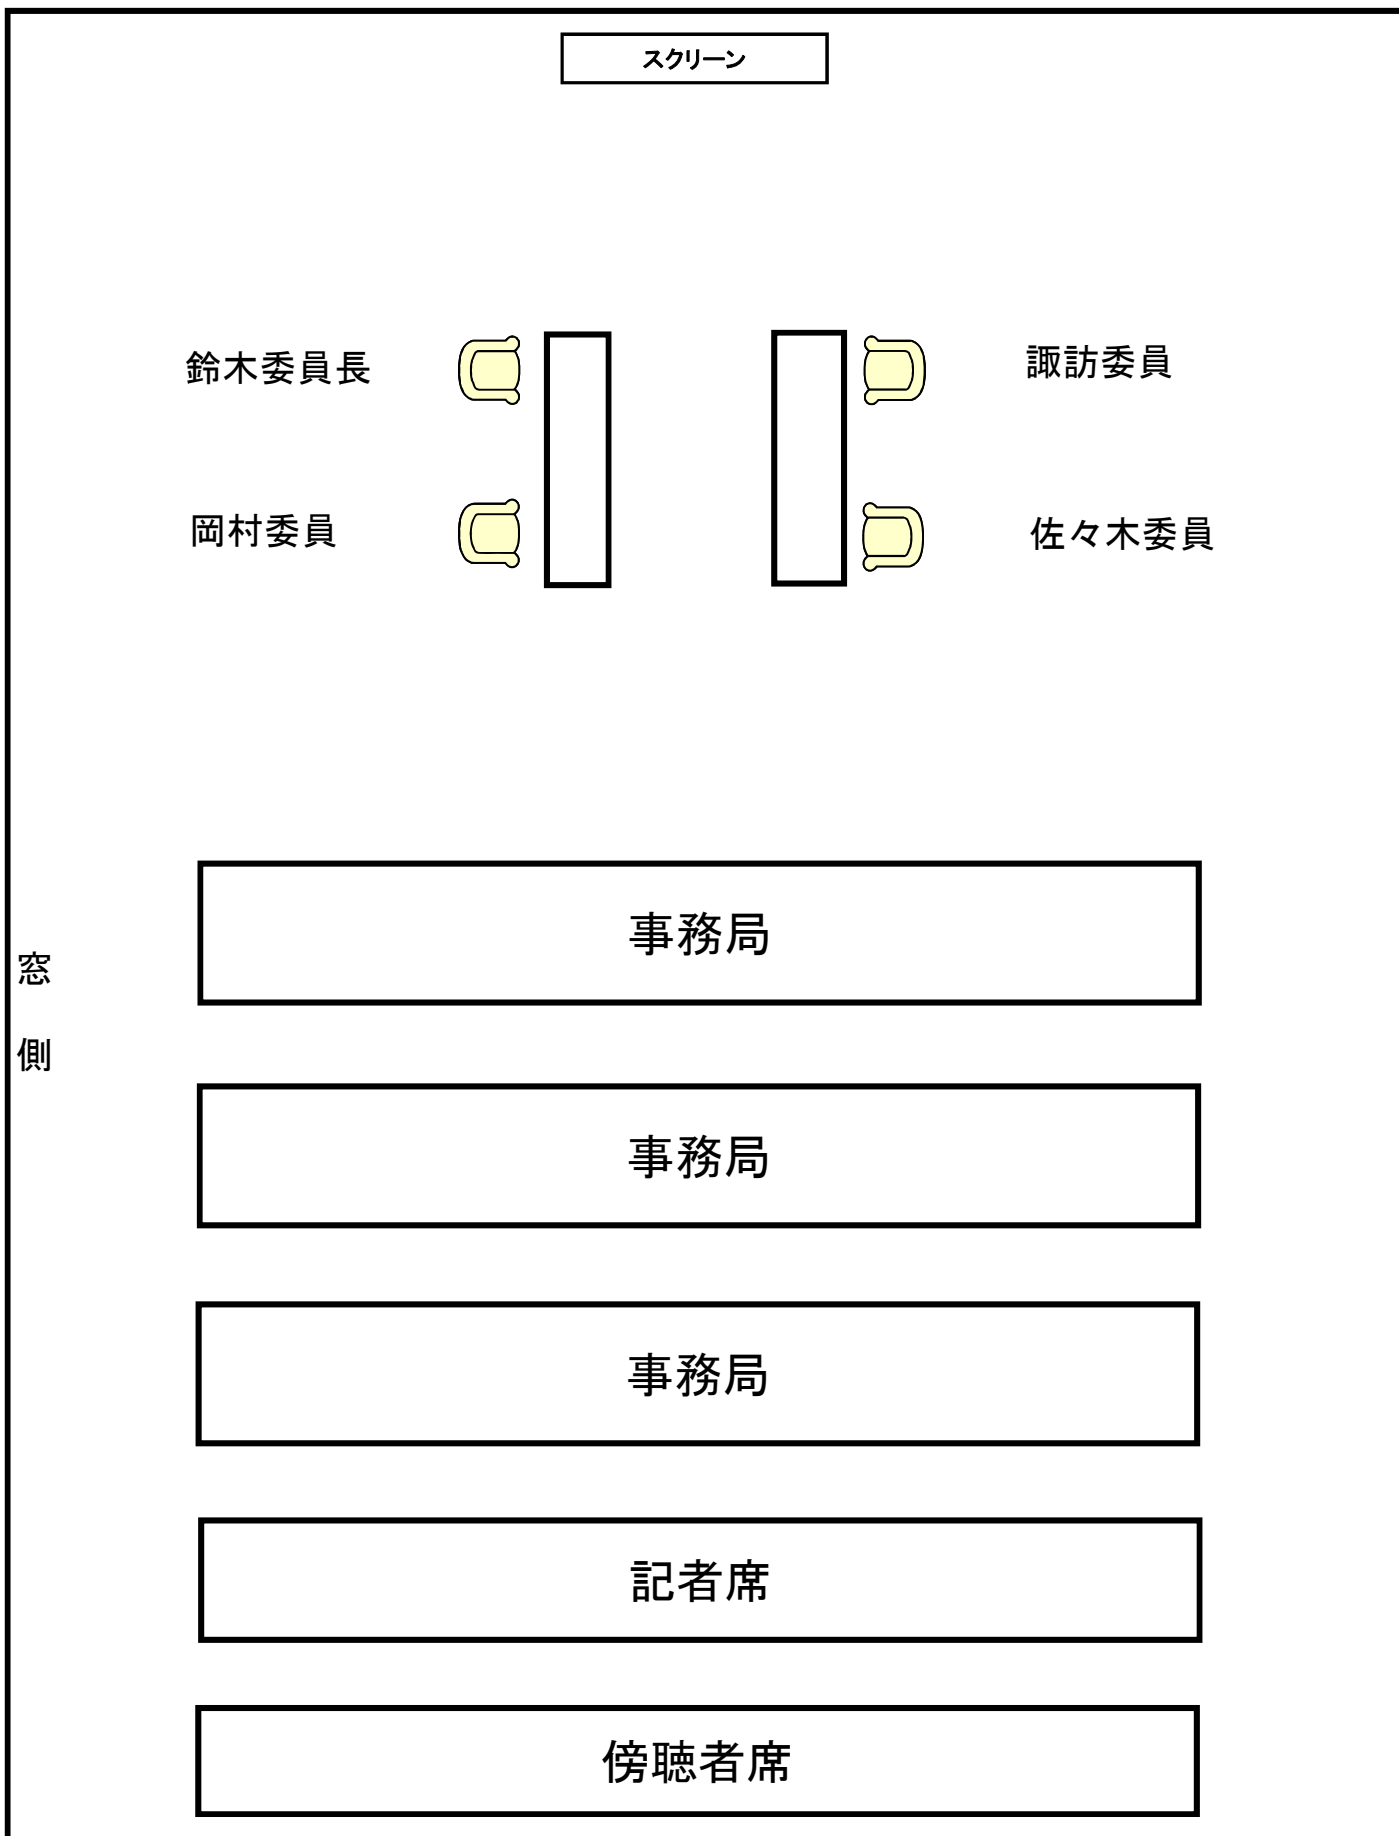 スクリーン
鈴木委員長
諏訪委員
岡村委員
佐々木委員
事務局
窓
側
事務局
事務局
記者席
傍聴者席